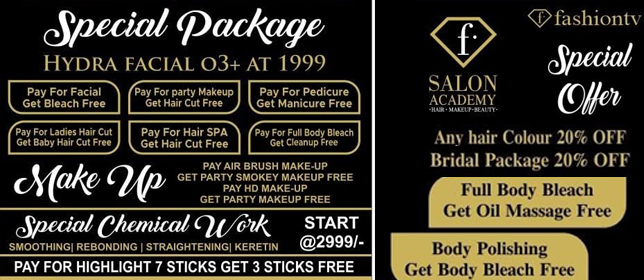 Special Package
HYDRA FACIAL O3+ AT 1999
Pay For Facial
Get Bleach Free
Pay For party Makeup
Get Hair Cut Free
Pay For Pedicure
Get Manicure Free
Pay For Ladies Hair Cut
Get Baby Hair Cut Free
Pay For Hair SPA
Get Hair Cut Free
Pay For Full Body Bleach
Get Cleanup Free
Make Up
PAY AIR BRUSH MAKE-UP
GET PARTY SMOKEY MAKEUP FREE
PAY HD MAKE-UP
GET PARTY MAKEUP FREE
Special Chemical Work
SMOOTHING| REBONDING | STRAIGHTENING| KERETIN
START
@2999/-
PAY FOR HIGHLIGHT 7 STICKS GET 3 STICKS FREE
f
SALON
ACADEMY
•HAIR • MAKEUP • BEAUTY•
f fashiontv
Special
Offer
Any hair Colour 20% OFF
Bridal Package 20% OFF
Full Body Bleach
Get Oil Massage Free
Body Polishing
Get Body Bleach Free